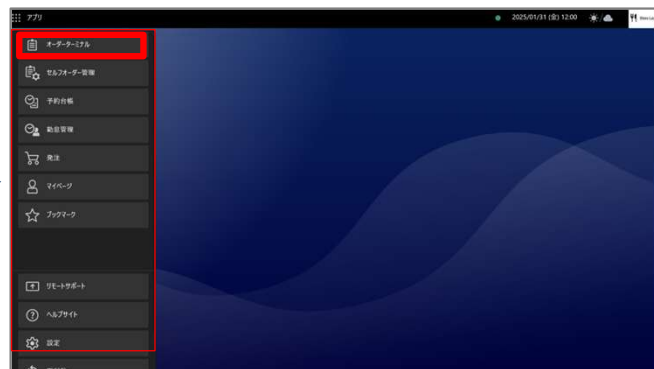 アプリ
2025/01/31 (金) 12:00
オーダーターミナル
セルフオーダー管理
予約台帳
勤怠管理
発注
マイページ
ブックマーク
リモートサポート
ヘルプサイト
設定